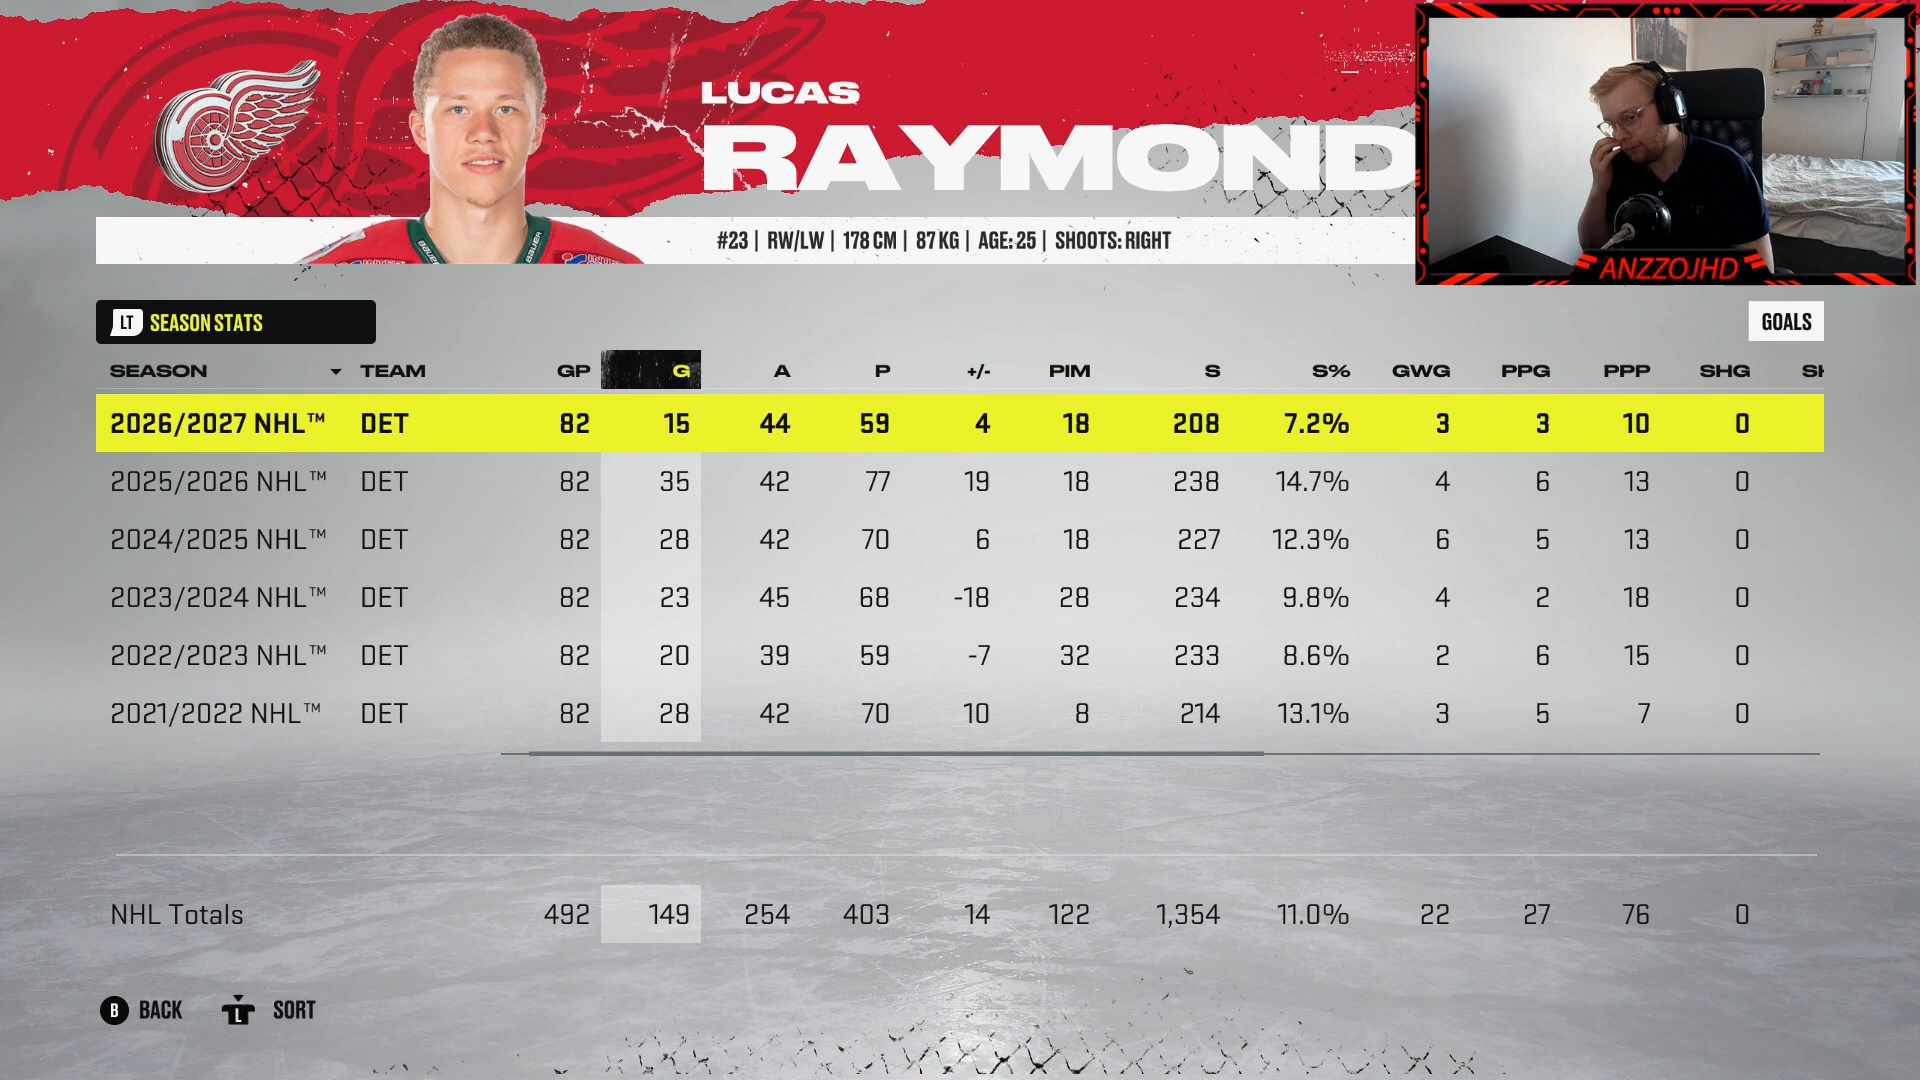 LUCAS
RAYMOND
#23 | RW/LW | 178 CM | 87 KG | AGE: 25 | SHOOTS: RIGHT
ANZZOJHD
LT SEASON STATS
GOALS
SEASON TEAM GP G A P +/- PIM S S% GWG PPG PPP SHG SH
2026/2027 NHL™ DET 82 15 44 59 4 18 208 7.2% 3 3 10 0
2025/2026 NHL™ DET 82 35 42 77 19 18 238 14.7% 4 6 13 0
2024/2025 NHL™ DET 82 28 42 70 6 18 227 12.3% 6 5 13 0
2023/2024 NHL™ DET 82 23 45 68 -18 28 234 9.8% 4 2 18 0
2022/2023 NHL™ DET 82 20 39 59 -7 32 233 8.6% 2 6 15 0
2021/2022 NHL™ DET 82 28 42 70 10 8 214 13.1% 3 5 7 0
NHL Totals 492 149 254 403 14 122 1,354 11.0% 22 27 76 0
B BACK L SORT